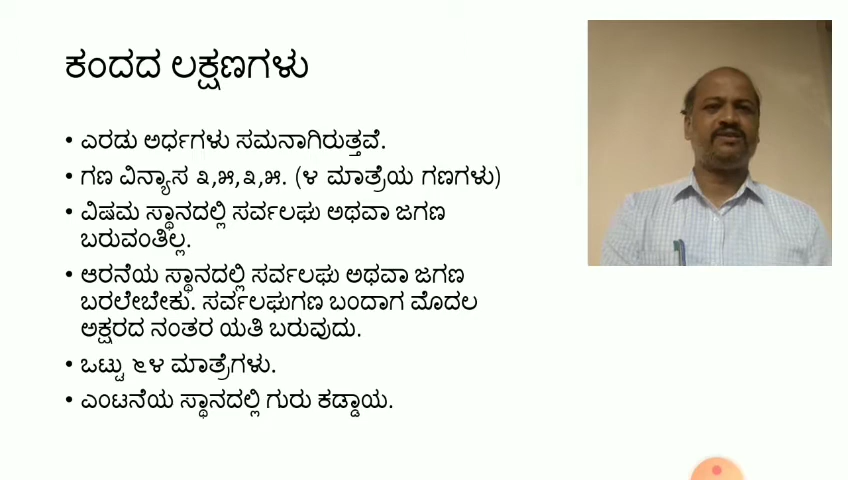 ಕಂದದ ಲಕ್ಷಣಗಳು
• ಎರಡು ಅರ್ಧಗಳು ಸಮನಾಗಿರುತ್ತವೆ.
• ಗಣ ವಿನ್ಯಾಸ ೩,೫,೩,೫. (೪ ಮಾತ್ರೆಯ ಗಣಗಳು)
• ವಿಷಮ ಸ್ಥಾನದಲ್ಲಿ ಸರ್ವಲಘು ಅಥವಾ ಜಗಣ
ಬರುವಂತಿಲ್ಲ.
• ಆರನೆಯ ಸ್ಥಾನದಲ್ಲಿ ಸರ್ವಲಘು ಅಥವಾ ಜಗಣ
ಬರಲೇಬೇಕು. ಸರ್ವಲಘುಗಣ ಬಂದಾಗ ಮೊದಲ
ಅಕ್ಷರದ ನಂತರ ಯತಿ ಬರುವುದು.
• ಒಟ್ಟು ೬೪ ಮಾತ್ರೆಗಳು.
• ಎಂಟನೆಯ ಸ್ಥಾನದಲ್ಲಿ ಗುರು ಕಡ್ಡಾಯ.